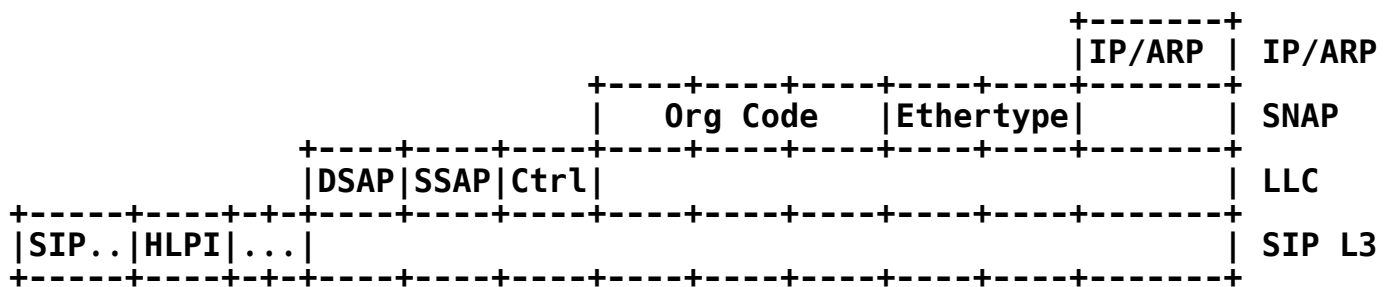 IP/ARP IP/ARP
Org Code Ethertype SNAP
DSAP SSAP Ctrl LLC
SIP.. HLPI ... SIP L3